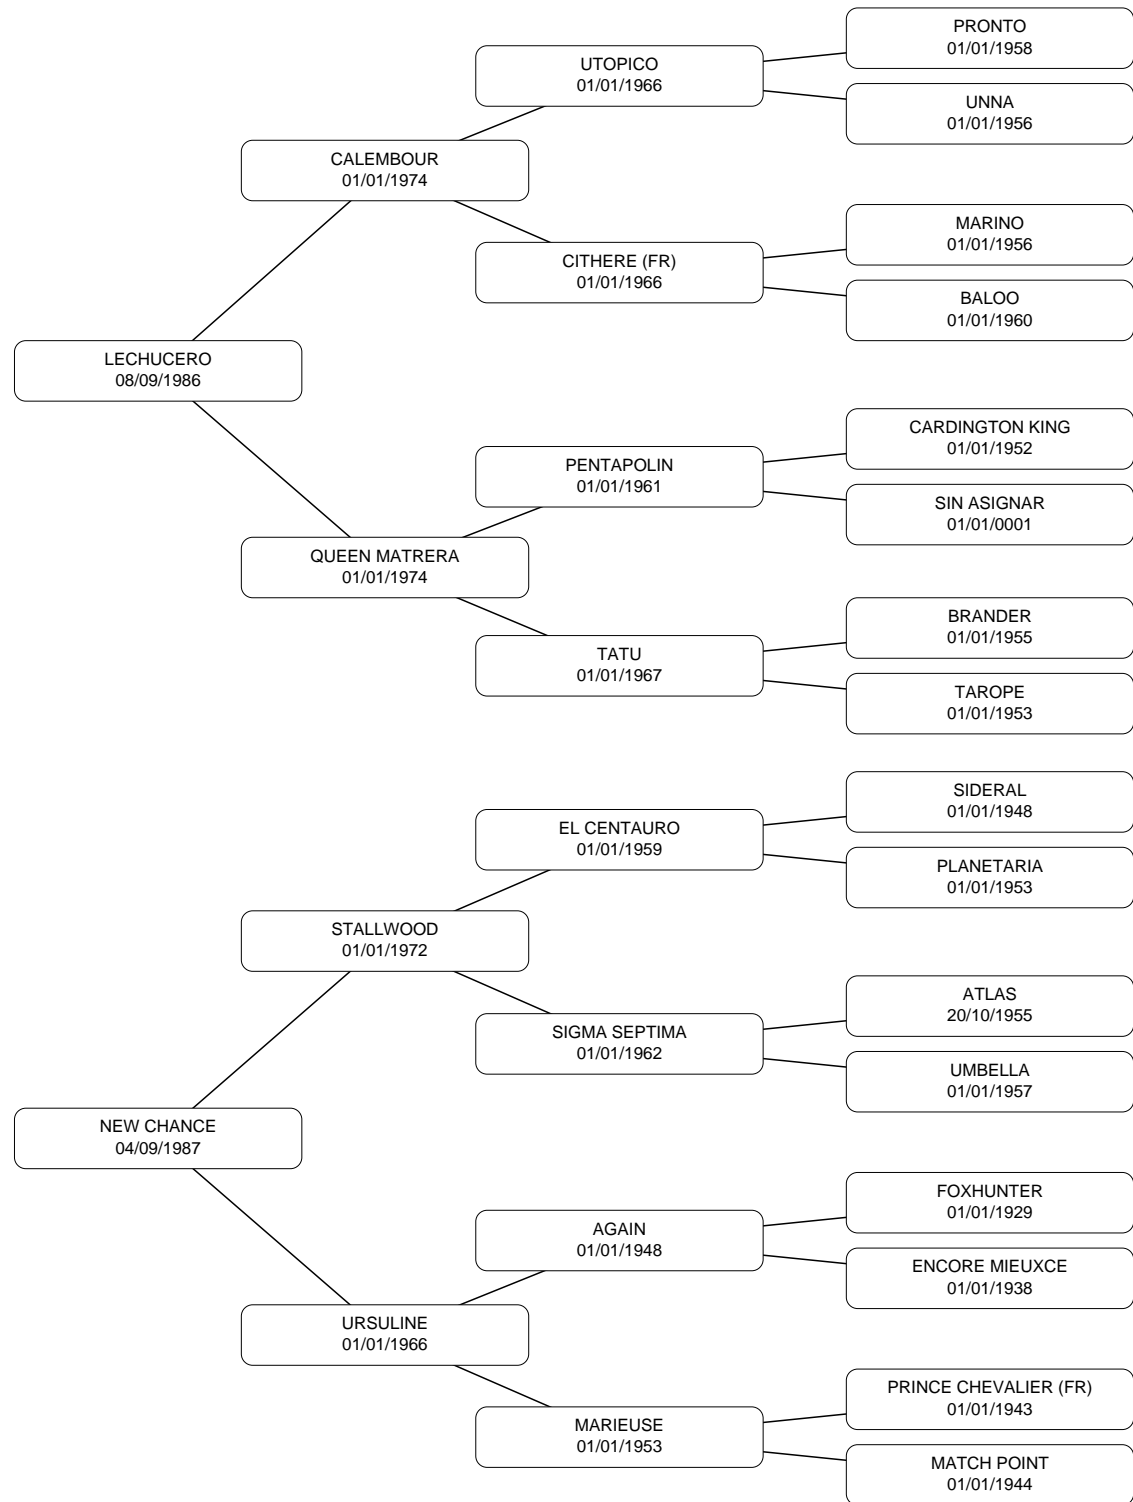 PRONTO
01/01/1958
UTOPICO
01/01/1966
UNNA
01/01/1956
CALEMBOUR
01/01/1974
MARINO
01/01/1956
CITHERE (FR)
01/01/1966
BALOO
01/01/1960
LECHUCERO
08/09/1986
CARDINGTON KING
01/01/1952
PENTAPOLIN
01/01/1961
SIN ASIGNAR
01/01/0001
QUEEN MATRERA
01/01/1974
BRANDER
01/01/1955
TATU
01/01/1967
TAROPE
01/01/1953
SIDERAL
01/01/1948
EL CENTAURO
01/01/1959
PLANETARIA
01/01/1953
STALLWOOD
01/01/1972
ATLAS
20/10/1955
SIGMA SEPTIMA
01/01/1962
UMBELLA
01/01/1957
NEW CHANCE
04/09/1987
FOXHUNTER
01/01/1929
AGAIN
01/01/1948
ENCORE MIEUXCE
01/01/1938
URSULINE
01/01/1966
PRINCE CHEVALIER (FR)
01/01/1943
MARIEUSE
01/01/1953
MATCH POINT
01/01/1944